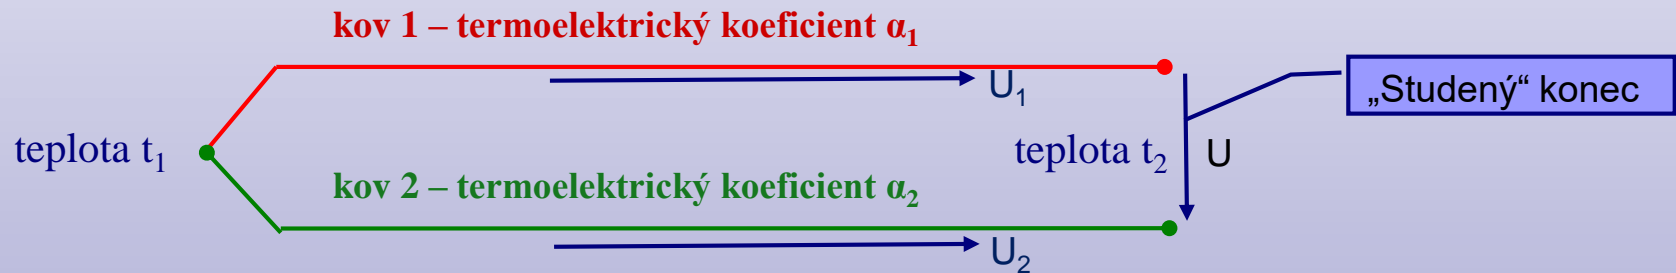 kov 1 – termoelektrický koeficient α₁
U₁
„Studený“ konec
teplota t₁
teplota t₂
U
kov 2 – termoelektrický koeficient α₂
U₂